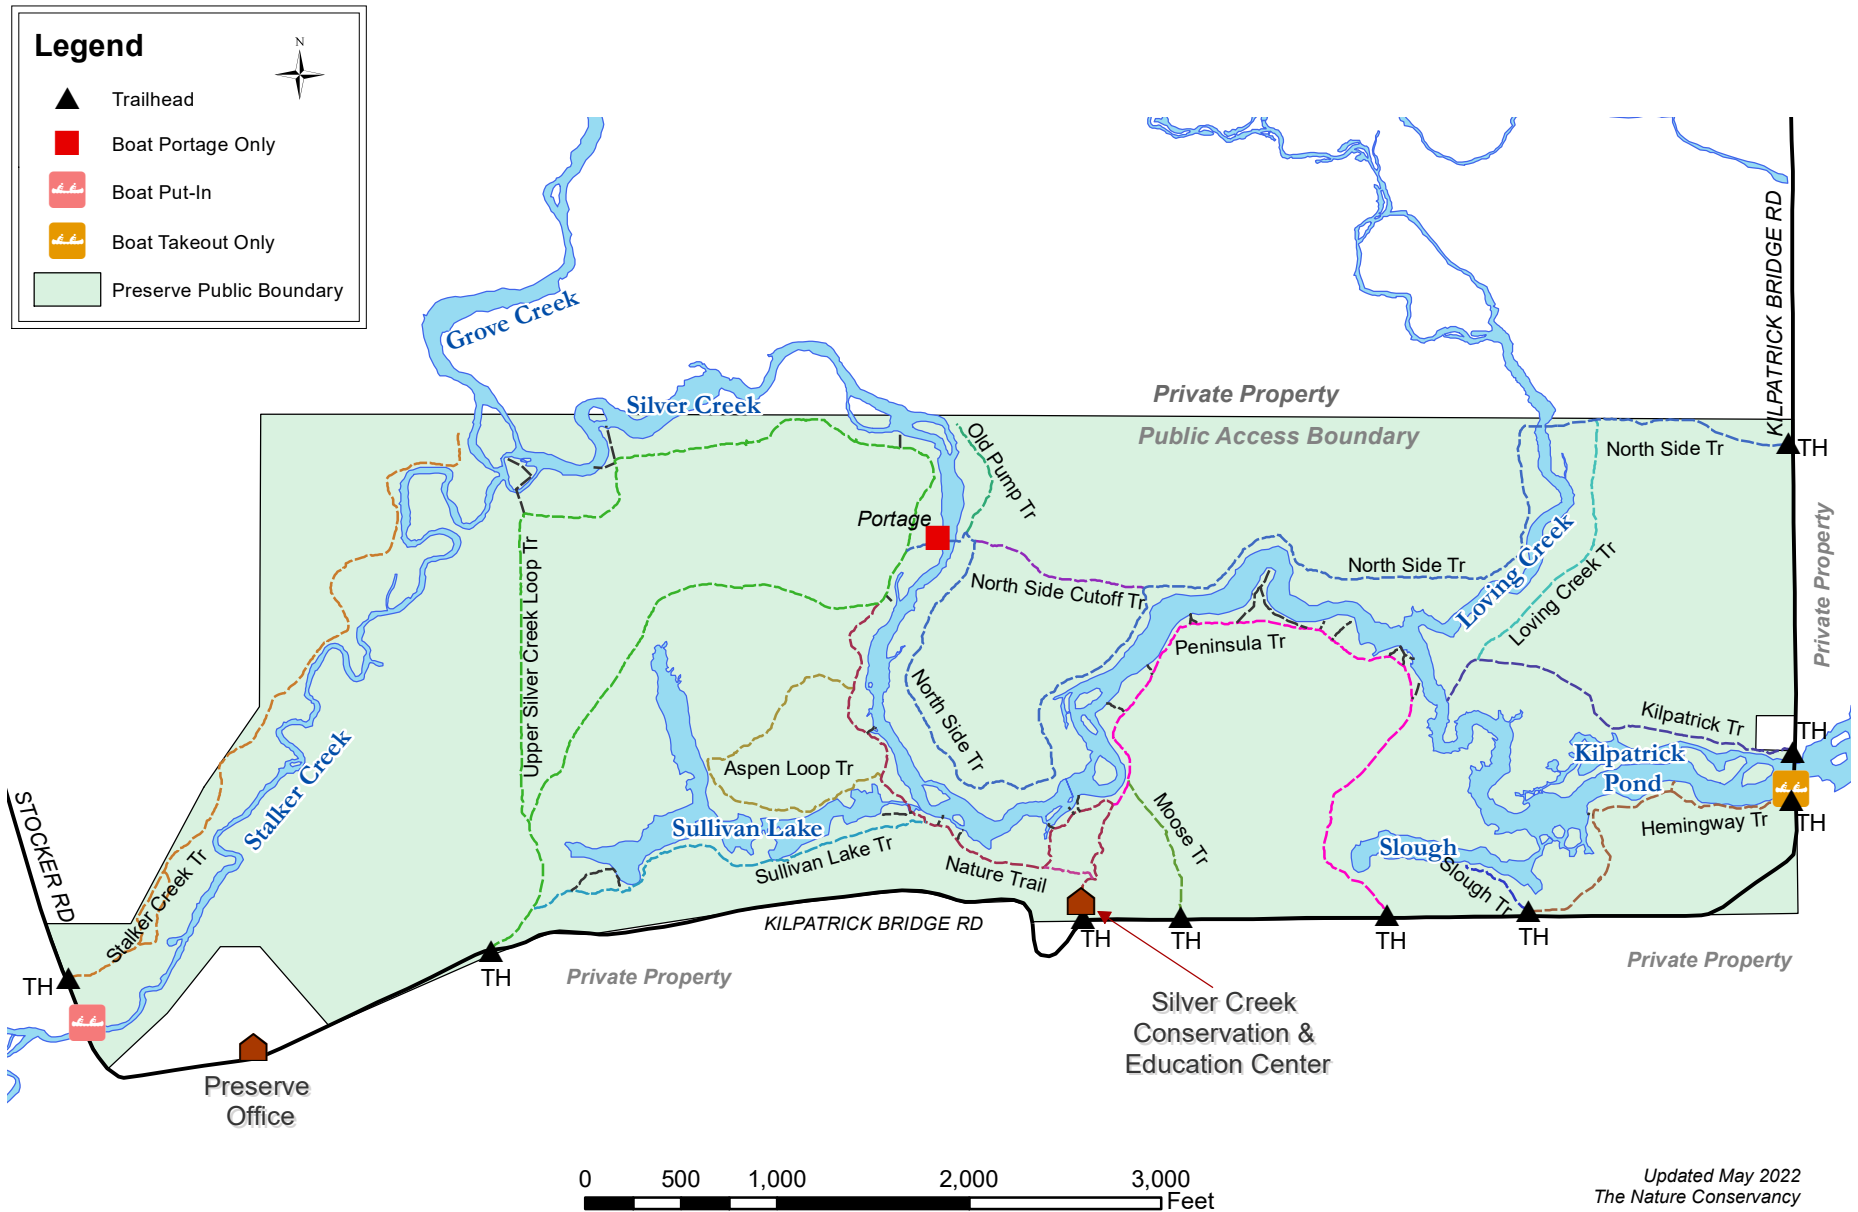 Legend
N
Trailhead
Boat Portage Only
Boat Put-In
Boat Takeout Only
Preserve Public Boundary
Grove Creek
Silver Creek
Private Property
Public Access Boundary
KILPATRICK BRIDGE RD
North Side Tr
TH
Old Pump Tr
Portage
Private Property
Upper Silver Creek Loop Tr
North Side Cutoff Tr
North Side Tr
Loving Creek
Loving Creek Tr
Peninsula Tr
North Side Tr
Kilpatrick Tr
TH
Kilpatrick
Pond
Stalker Creek
Aspen Loop Tr
Sullivan Lake
Moose Tr
Hemingway Tr
TH
STOCKER RD
Stalker Creek Tr
Sullivan Lake Tr
Nature Trail
Slough
Slough Tr
KILPATRICK BRIDGE RD
TH
TH
TH
TH
TH
TH
Private Property
Private Property
Silver Creek
Conservation &
Education Center
Preserve
Office
0 500 1,000 2,000 3,000
Feet
Updated May 2022
The Nature Conservancy